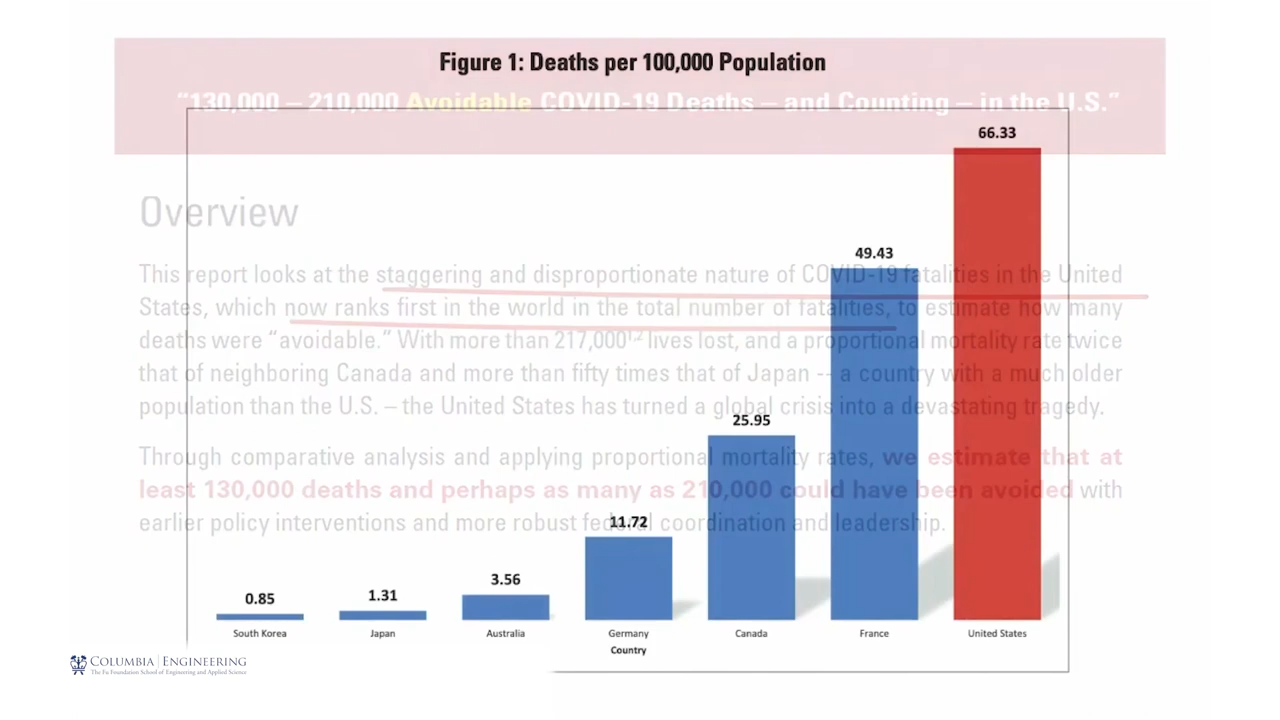 Figure 1: Deaths per 100,000 Population
“130,000 – 210,000 Avoidable COVID-19 Deaths – and Counting – in the U.S.”
66.33
Overview
49.43
This report looks at the staggering and disproportionate nature of COVID-19 fatalities in the United
States, which now ranks first in the world in the total number of fatalities, to estimate how many
deaths were “avoidable.” With more than 217,000¹,² lives lost, and a proportional mortality rate twice
that of neighboring Canada and more than fifty times that of Japan -- a country with a much older
population than the U.S. – the United States has turned a global crisis into a devastating tragedy.
25.95
Through comparative analysis and applying proportional mortality rates, we estimate that at
least 130,000 deaths and perhaps as many as 210,000 could have been avoided with
earlier policy interventions and more robust federal coordination and leadership.
11.72
3.56
1.31
0.85
South Korea Japan Australia Germany Canada France United States
Country
COLUMBIA | ENGINEERING
The Fu Foundation School of Engineering and Applied Science